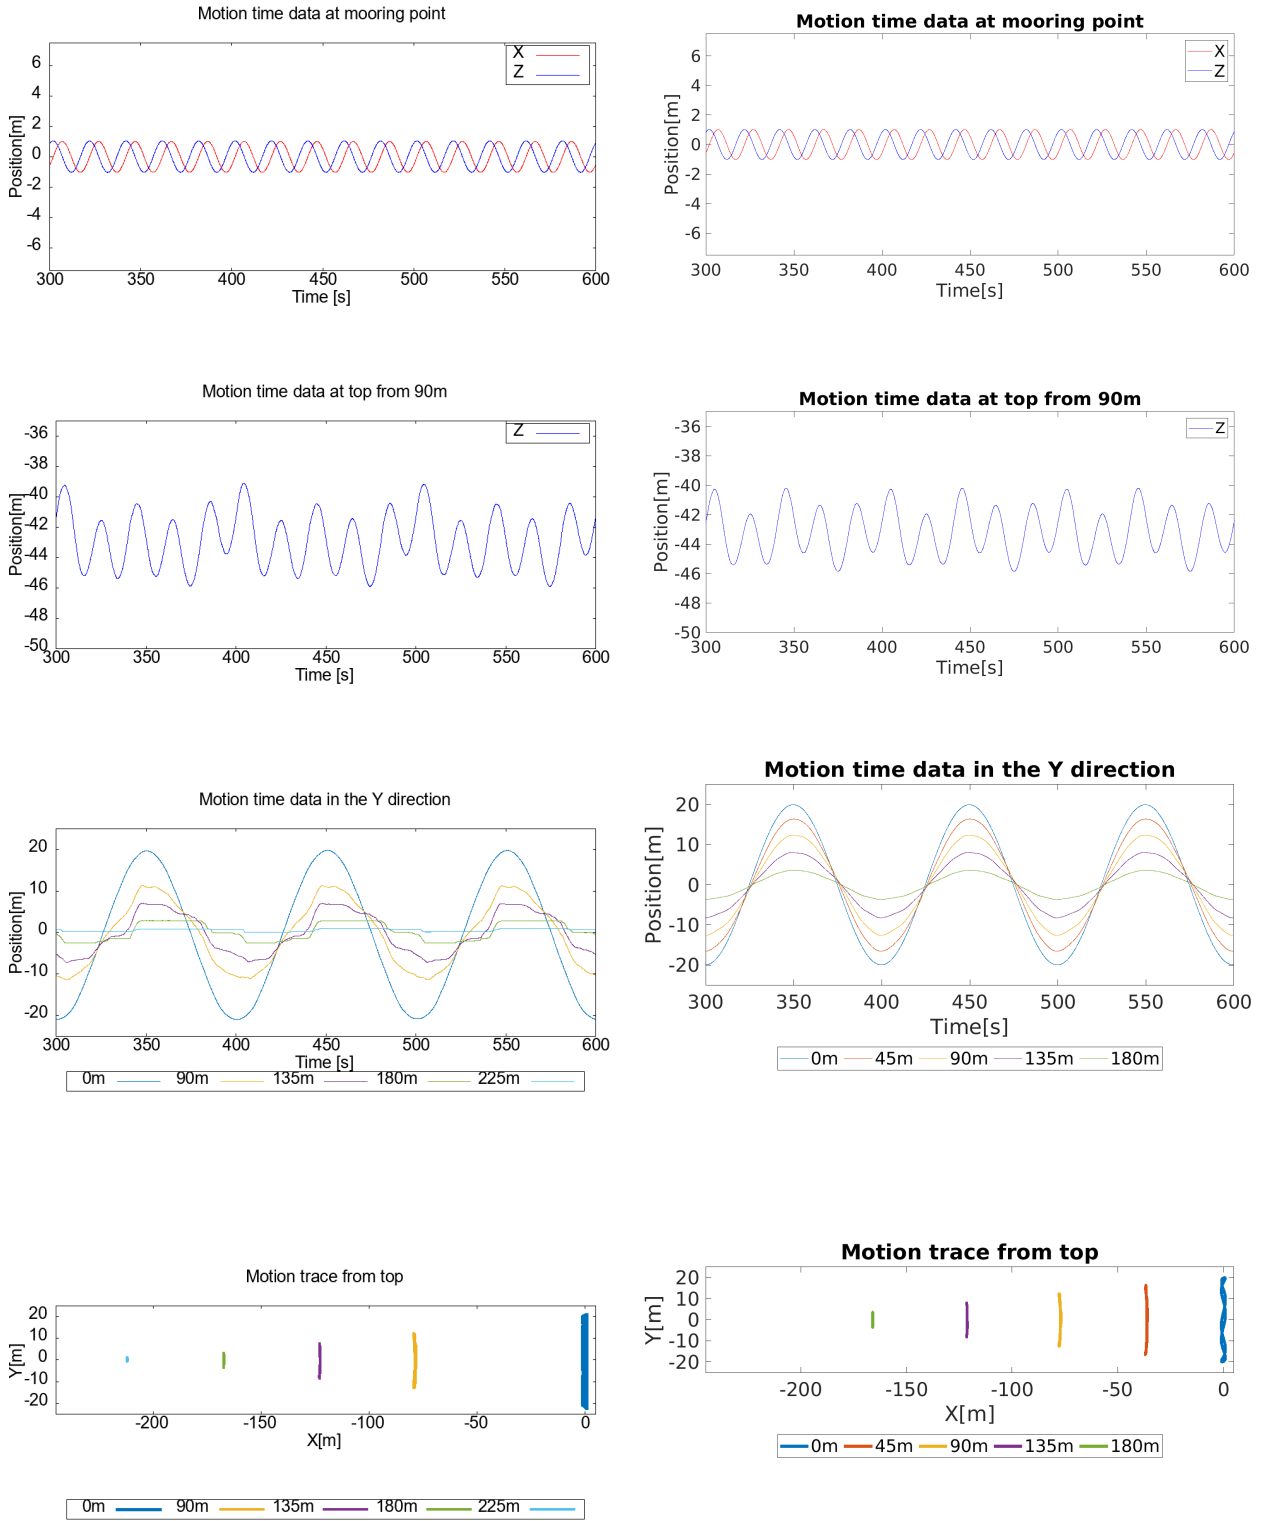 Motion time data at mooring point
X
Z
6
4
2
0
-2
-4
-6
Position[m]
300 350 400 450 500 550 600
Time [s]
Motion time data at mooring point
X
Z
6
4
2
0
-2
-4
-6
Position[m]
300 350 400 450 500 550 600
Time[s]
Motion time data at top from 90m
Z
-36
-38
-40
-42
-44
-46
-48
-50
Position[m]
300 350 400 450 500 550 600
Time [s]
Motion time data at top from 90m
Z
-36
-38
-40
-42
-44
-46
-48
-50
Position[m]
300 350 400 450 500 550 600
Time[s]
Motion time data in the Y direction
20
10
0
-10
-20
Position[m]
300 350 400 450 500 550 600
Time [s]
0m 90m 135m 180m 225m
Motion time data in the Y direction
20
10
0
-10
-20
Position[m]
300 350 400 450 500 550 600
Time[s]
0m 45m 90m 135m 180m
Motion trace from top
20
10
0
-10
-20
Y[m]
-200 -150 -100 -50 0
X[m]
0m 90m 135m 180m 225m
Motion trace from top
20
10
0
-10
-20
Y[m]
-200 -150 -100 -50 0
X[m]
0m 45m 90m 135m 180m